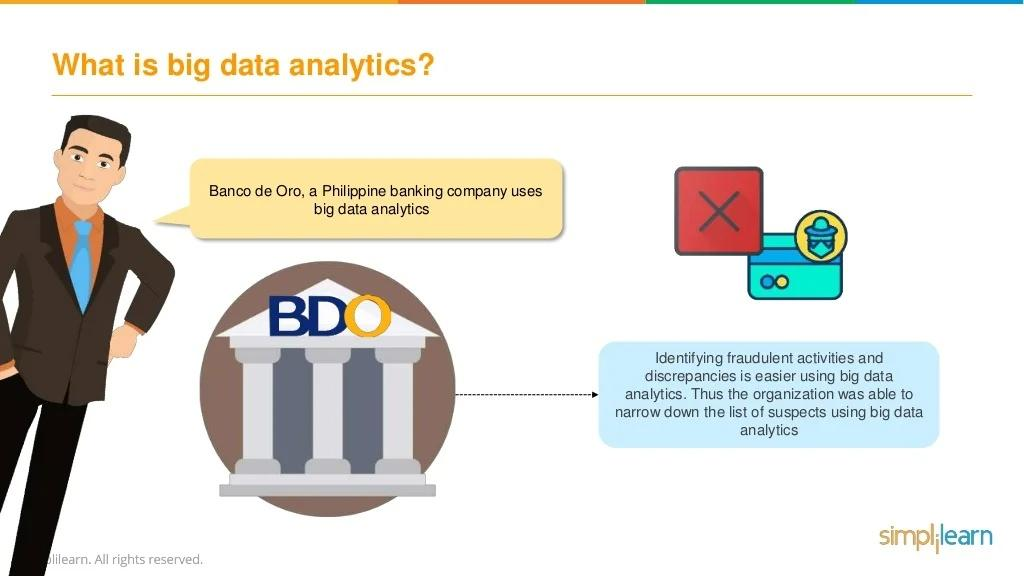 What is big data analytics?
Banco de Oro, a Philippine banking company uses
big data analytics
BDO
Identifying fraudulent activities and
discrepancies is easier using big data
analytics. Thus the organization was able to
narrow down the list of suspects using big data
analytics
simplilearn
plilearn. All rights reserved.